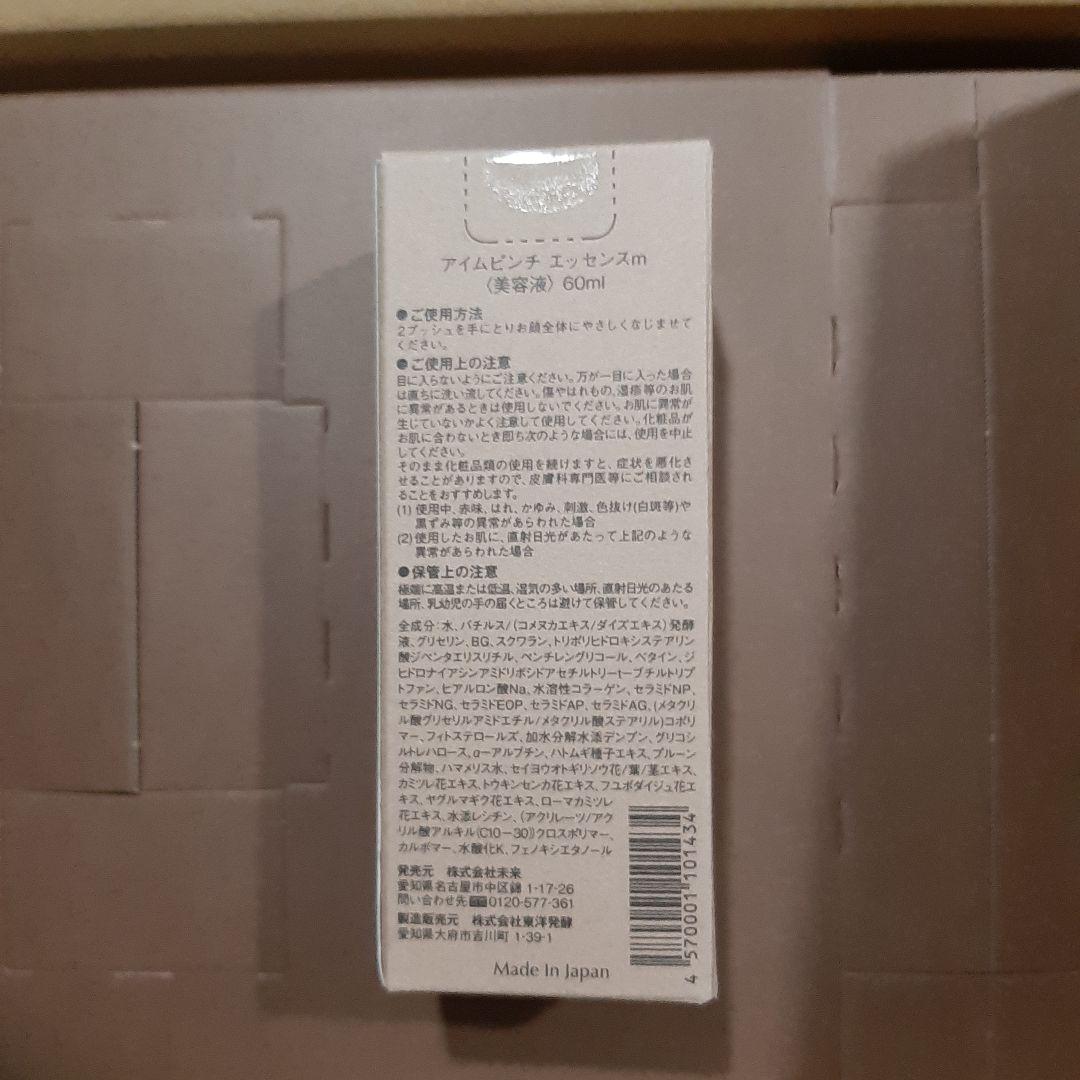 アイムピンチ エッセンスm
〈美容液〉 60ml
●ご使用方法
2プッシュを手にとりお顔全体にやさしくなじませて
ください。
●ご使用上の注意
目に入らないようにご注意ください。万が一目に入った場合
は直ちに洗い流してください。傷やはれもの、湿疹等のお肌
に異常があるときは使用しないでください。お肌に異常が
生じていないかよく注意して使用してください。化粧品が
お肌に合わないとき即ち次のような場合には、使用を中止
してください。
そのまま化粧品類の使用を続けますと、症状を悪化さ
せることがありますので、皮膚科専門医等にご相談され
ることをおすすめします。
(1) 使用中、赤味、はれ、かゆみ、刺激、色抜け(白斑等)や
黒ずみ等の異常があらわれた場合
(2) 使用したお肌に、直射日光があたって上記のような
異常があらわれた場合
●保管上の注意
極端に高温または低温、湿気の多い場所、直射日光のあたる
場所、乳幼児の手の届くところは避けて保管してください。
全成分:水、バチルス/(コメヌカエキス/ダイズエキス)発酵
液、グリセリン、BG、スクワラン、トリポリヒドロキシステアリン
酸ジペンタエリスリチル、ペンチレングリコール、ベタイン、ジ
ヒドロナイアシンアミドリボシドアセチルトリーt-ブチルトリプ
トファン、ヒアルロン酸Na、水溶性コラーゲン、セラミドNP、
セラミドNG、セラミドEOP、セラミドAP、セラミドAG、(メタクリ
ル酸グリセリルアミドエチル/メタクリル酸ステアリル)コポリ
マー、フィトステロールズ、加水分解水添デンプン、グリコシ
ルトレハロース、α-アルブチン、ハトムギ種子エキス、プルーン
分解物、ハマメリス水、セイヨウオトギリソウ花/葉/茎エキス、
カミツレ花エキス、トウキンセンカ花エキス、フユボダイジュ花エ
キス、ヤグルマギク花エキス、ローマカミツレ
花エキス、水添レシチン、(アクリレーツ/アク
リル酸アルキル(C10-30))クロスポリマー、
カルボマー、水酸化K、フェノキシエタノール
発売元 株式会社未来
愛知県名古屋市中区錦 1-17-26
問い合わせ先 0120-577-361
製造販売元 株式会社東洋発酵
愛知県大府市吉川町 1-39-1
Made In Japan
4 570001 101434